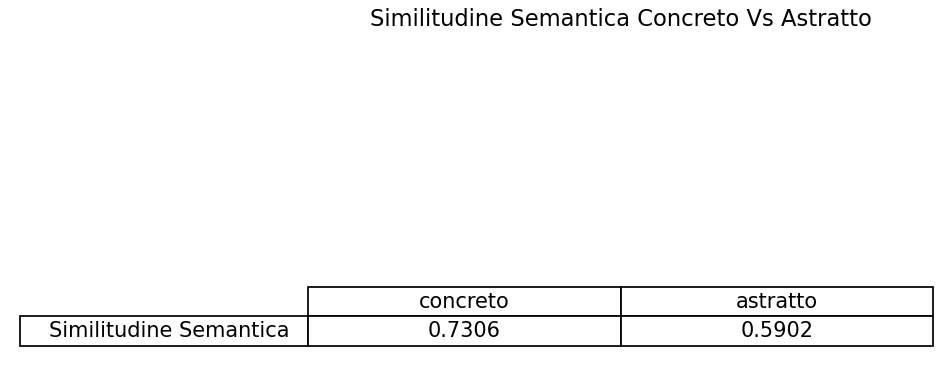 Similitudine Semantica Concreto Vs Astratto
concreto astratto
Similitudine Semantica 0.7306 0.5902